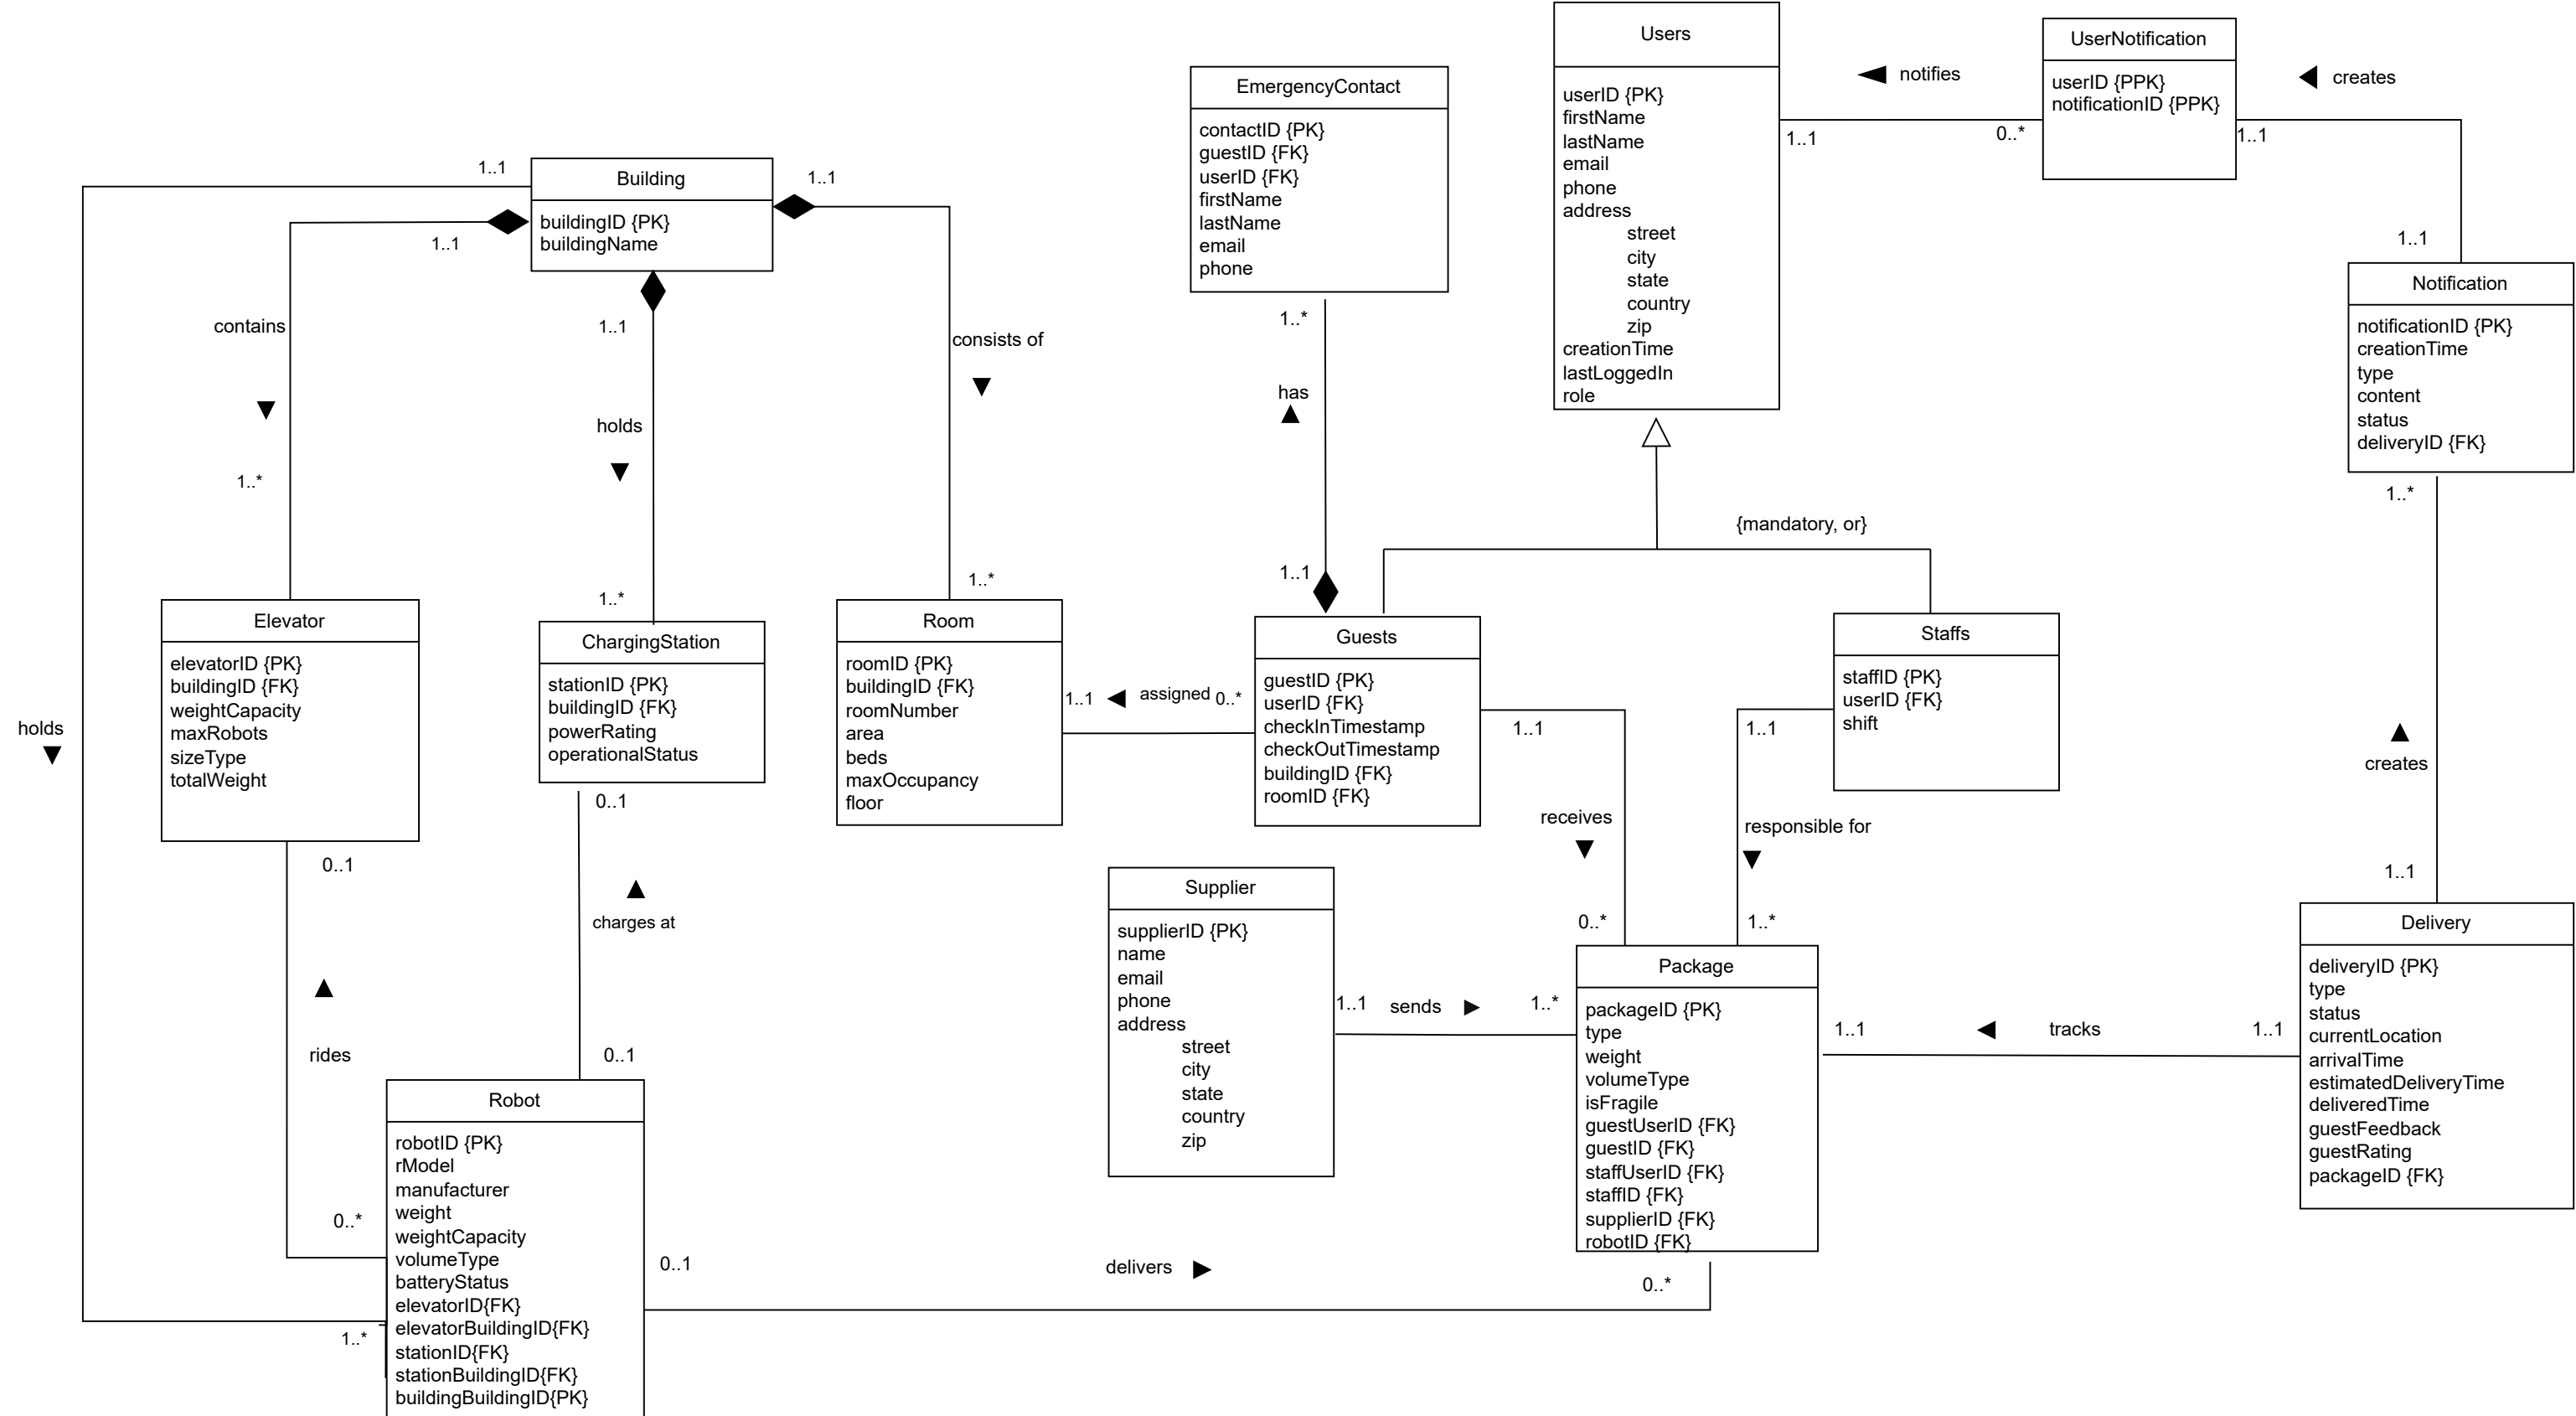 Users
userID {PK}
firstName
lastName
email
phone
address
street
city
state
country
zip
creationTime
lastLoggedIn
role
UserNotification
userID {PPK}
notificationID {PPK}
notifies
creates
1..1
0..*
1..1
1..1
EmergencyContact
contactID {PK}
guestID {FK}
userID {FK}
firstName
lastName
email
phone
1..*
has
1..1
Building
buildingID {PK}
buildingName
1..1
1..1
1..1
1..1
contains
1..*
holds
1..*
consists of
1..*
holds
Notification
notificationID {PK}
creationTime
type
content
status
deliveryID {FK}
1..*
creates
1..1
{mandatory, or}
Elevator
elevatorID {PK}
buildingID {FK}
weightCapacity
maxRobots
sizeType
totalWeight
0..1
rides
0..*
ChargingStation
stationID {PK}
buildingID {FK}
powerRating
operationalStatus
0..1
charges at
0..1
Room
roomID {PK}
buildingID {FK}
roomNumber
area
beds
maxOccupancy
floor
1..1
assigned
0..*
Guests
guestID {PK}
userID {FK}
checkInTimestamp
checkOutTimestamp
buildingID {FK}
roomID {FK}
1..1
receives
0..*
Staffs
staffID {PK}
userID {FK}
shift
1..1
responsible for
1..*
Supplier
supplierID {PK}
name
email
phone
address
street
city
state
country
zip
1..1
sends
1..*
Package
packageID {PK}
type
weight
volumeType
isFragile
guestUserID {FK}
guestID {FK}
staffUserID {FK}
staffID {FK}
supplierID {FK}
robotID {FK}
1..1
tracks
1..1
Delivery
deliveryID {PK}
type
status
currentLocation
arrivalTime
estimatedDeliveryTime
deliveredTime
guestFeedback
guestRating
packageID {FK}
Robot
robotID {PK}
rModel
manufacturer
weight
weightCapacity
volumeType
batteryStatus
elevatorID{FK}
elevatorBuildingID{FK}
stationID{FK}
stationBuildingID{FK}
buildingBuildingID{PK}
1..*
0..1
delivers
0..*